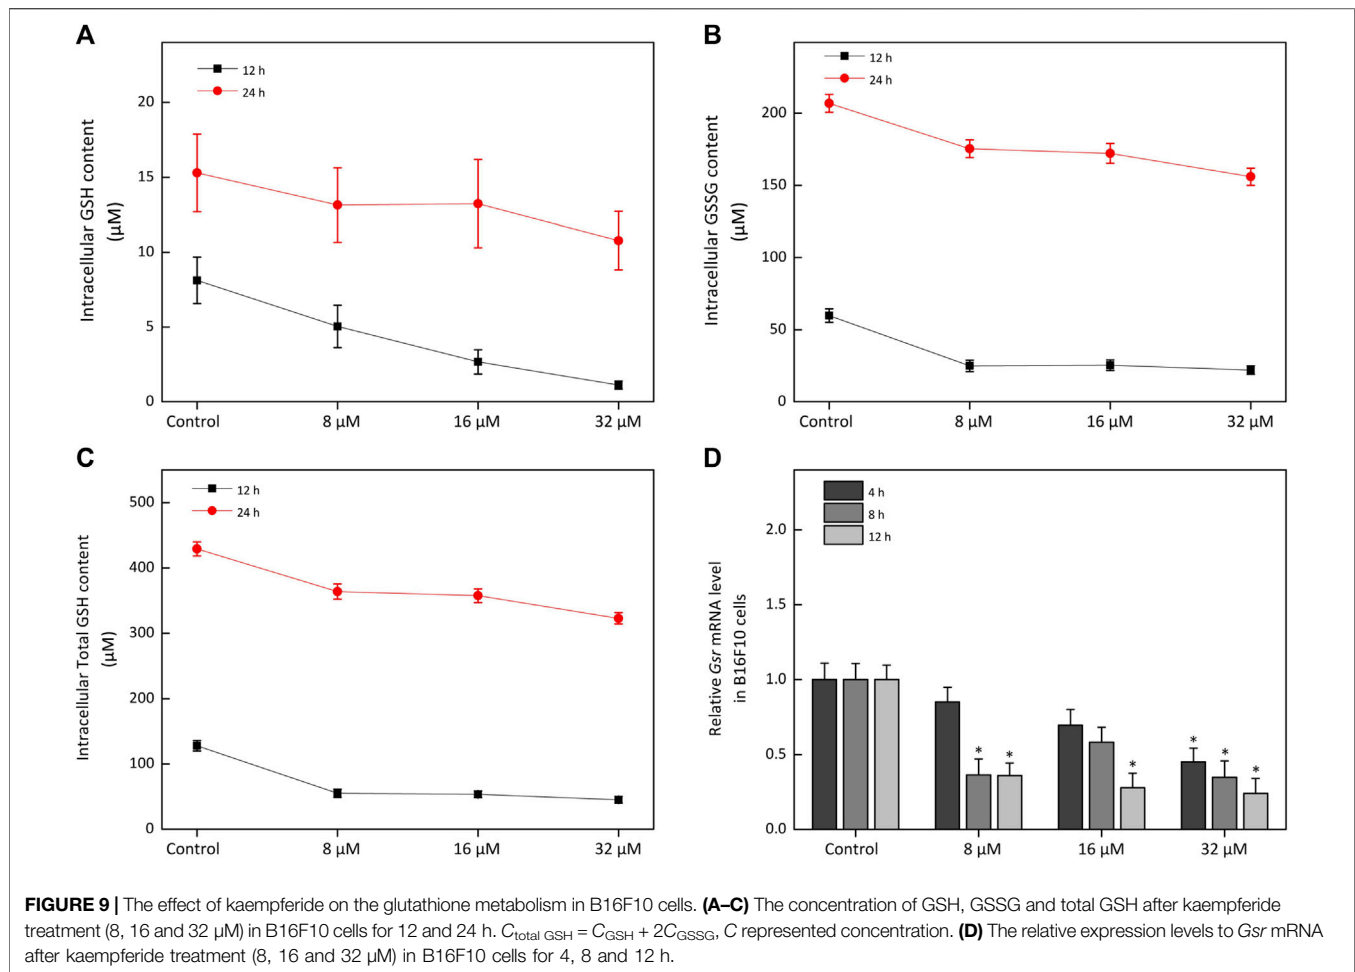 A
12 h
24 h
20
15
10
5
0
Intracellular GSH content
(μM)
Control
8 μM
16 μM
32 μM
B
12 h
24 h
200
150
100
50
0
Intracellular GSSG content
(μM)
Control
8 μM
16 μM
32 μM
C
12 h
24 h
500
400
300
200
100
0
Intracellular Total GSH content
(μM)
Control
8 μM
16 μM
32 μM
D
4 h
8 h
12 h
2.0
1.5
1.0
0.5
0.0
Relative Gsr mRNA level
in B16F10 cells
* * * * * *
Control
8 μM
16 μM
32 μM
FIGURE 9 | The effect of kaempferide on the glutathione metabolism in B16F10 cells. (A–C) The concentration of GSH, GSSG and total GSH after kaempferide
treatment (8, 16 and 32 μM) in B16F10 cells for 12 and 24 h. Ctotal GSH = CGSH + 2CGSSG, C represented concentration. (D) The relative expression levels to Gsr mRNA
after kaempferide treatment (8, 16 and 32 μM) in B16F10 cells for 4, 8 and 12 h.